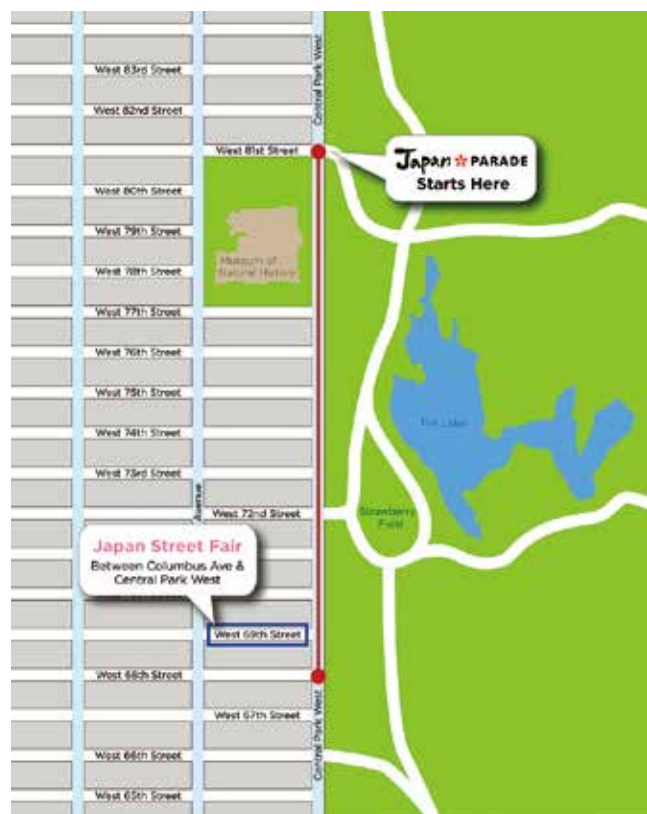 Central Park West
West 83rd Street
West 82nd Street
West 81st Street
Japan PARADE
Starts Here
West 80th Street
West 79th Street
Museum of
Natural History
West 78th Street
West 77th Street
West 76th Street
West 75th Street
West 74th Street
The Lake
West 73rd Street
Avenue
West 72nd Street
Strawberry
Field
Japan Street Fair
Between Columbus Ave &
Central Park West
West 69th Street
West 68th Street
Central Park West
West 67th Street
West 66th Street
West 65th Street